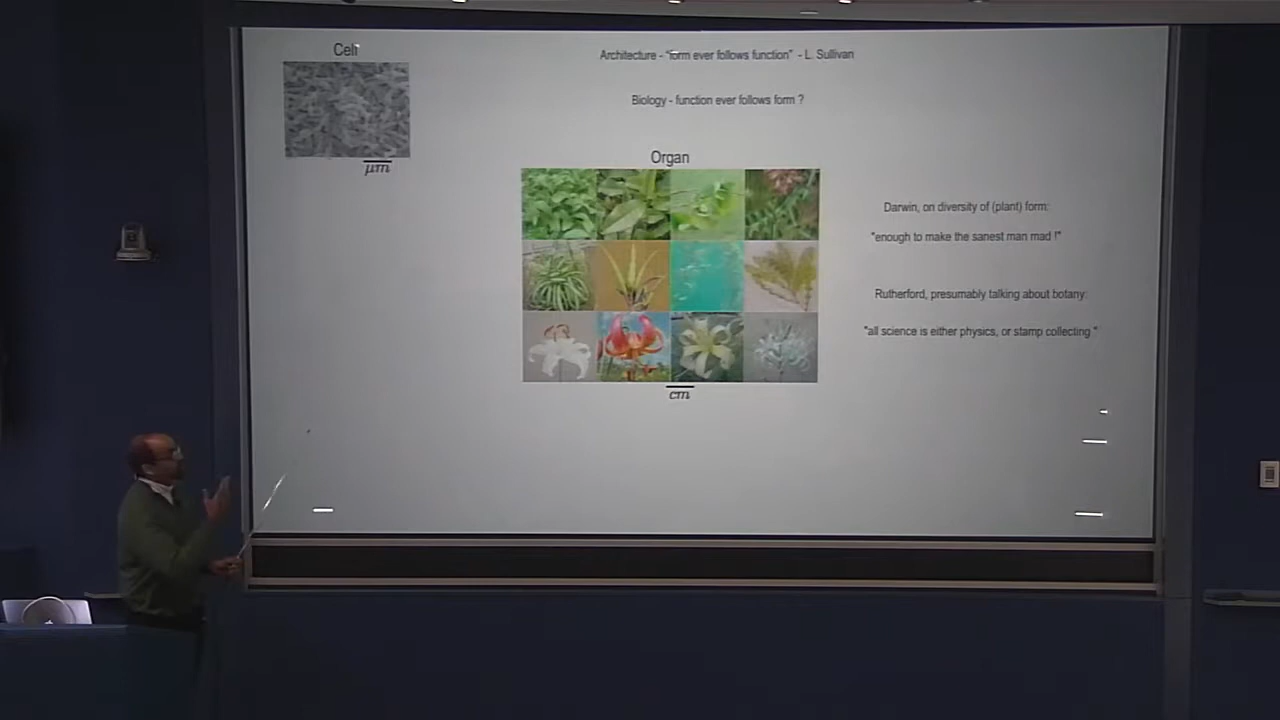 Cell
Architecture - "form ever follows function" - L. Sullivan
Biology - function ever follows form ?
μm
Organ
Darwin, on diversity of (plant) form:
"enough to make the sanest man mad !"
Rutherford, presumably talking about botany:
"all science is either physics, or stamp collecting "
cm